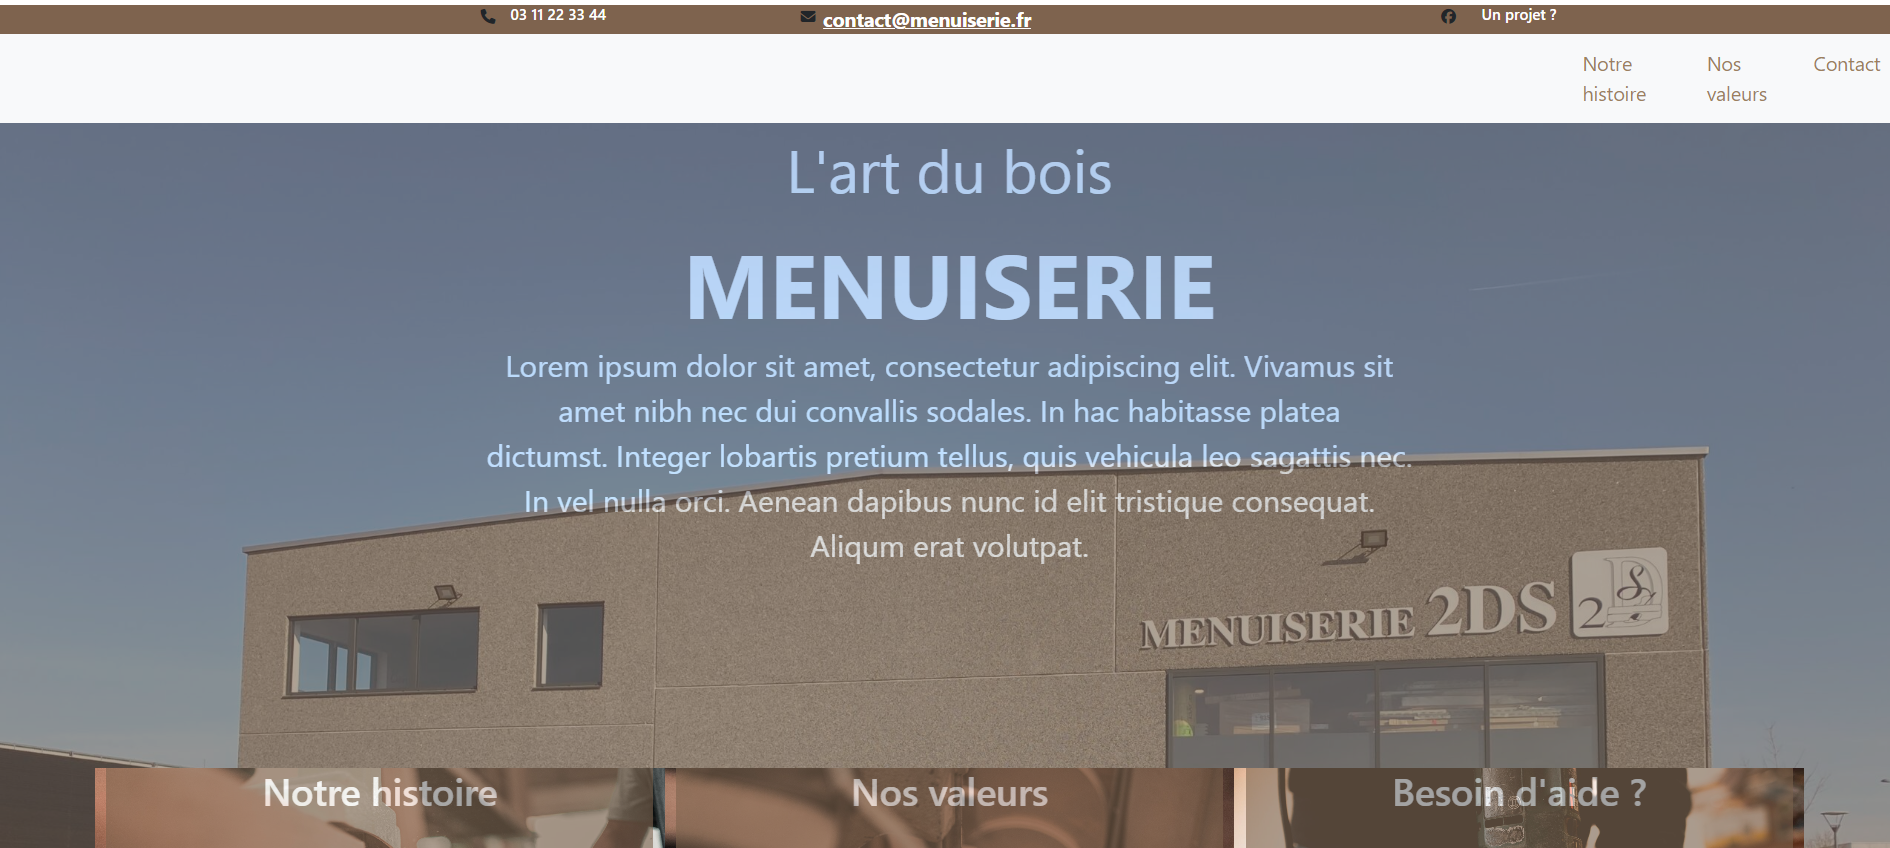 03 11 22 33 44
contact@menuiserie.fr
Un projet ?
Notre histoire
Nos valeurs
Contact
L'art du bois
MENUISERIE
Lorem ipsum dolor sit amet, consectetur adipiscing elit. Vivamus sit
amet nibh nec dui convallis sodales. In hac habitasse platea
dictumst. Integer lobartis pretium tellus, quis vehicula leo sagattis nec.
In vel nulla orci. Aenean dapibus nunc id elit tristique consequat.
Aliqum erat volutpat.
MENUISERIE 2DS
2DS
Notre histoire
Nos valeurs
Besoin d'aide ?